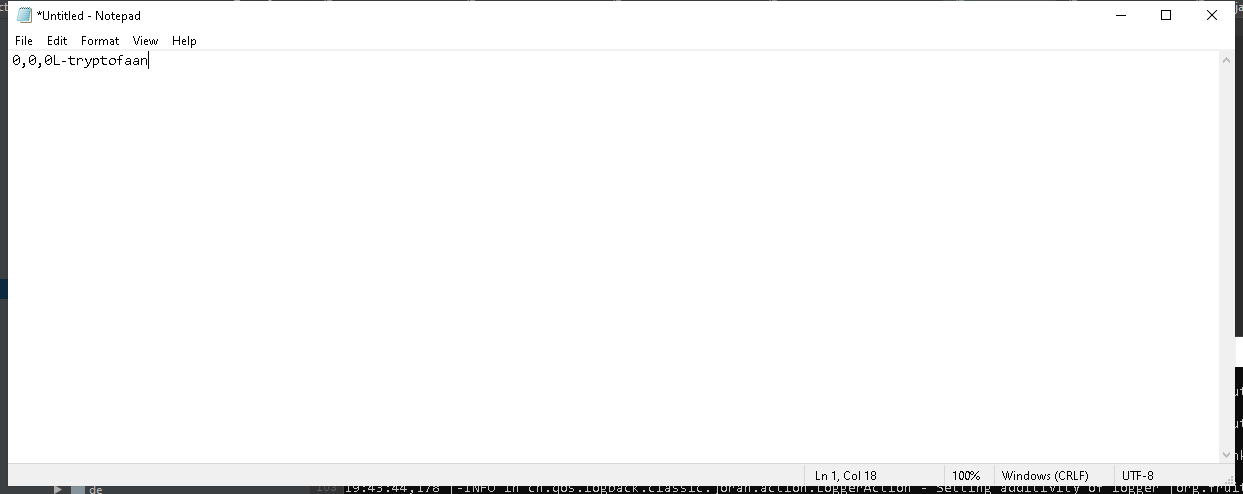 *Untitled - Notepad
File Edit Format View Help
0,0,0L-tryptofaan
Ln 1, Col 18 100% Windows (CRLF) UTF-8
de
19:43:44,178 |-INFO in ch.qos.logback.classic.joran.action.LoggerAction - Setting additivity of logger